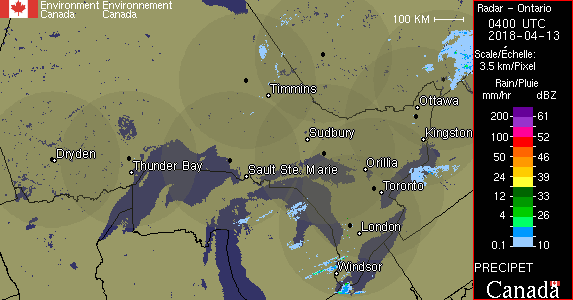 Environment Environnement
Canada Canada
100 KM
Timmins
Ottawa
Sudbury
Kingston
Dryden
Thunder Bay
Sault Ste. Marie
Orillia
Toronto
London
Windsor
Radar - Ontario
0400 UTC
2018-04-13
Scale/Échelle:
3.5 km/Pixel
Rain/Pluie
mm/hr dBZ
200 61
100 52
50 46
24 39
12 33
4 26
2 20
0.1 10
PRECIPET
Canada